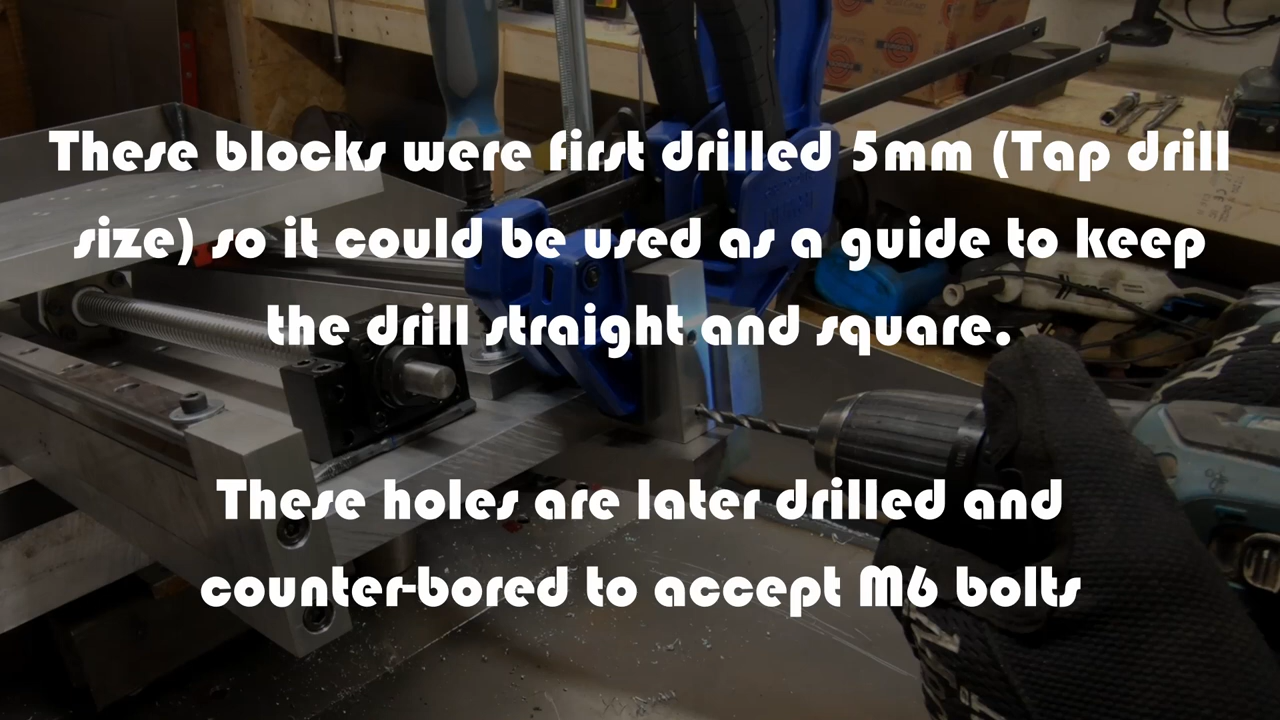 These blocks were first drilled 5mm (Tap drill
size) so it could be used as a guide to keep
the drill straight and square.
These holes are later drilled and
counter-bored to accept M6 bolts